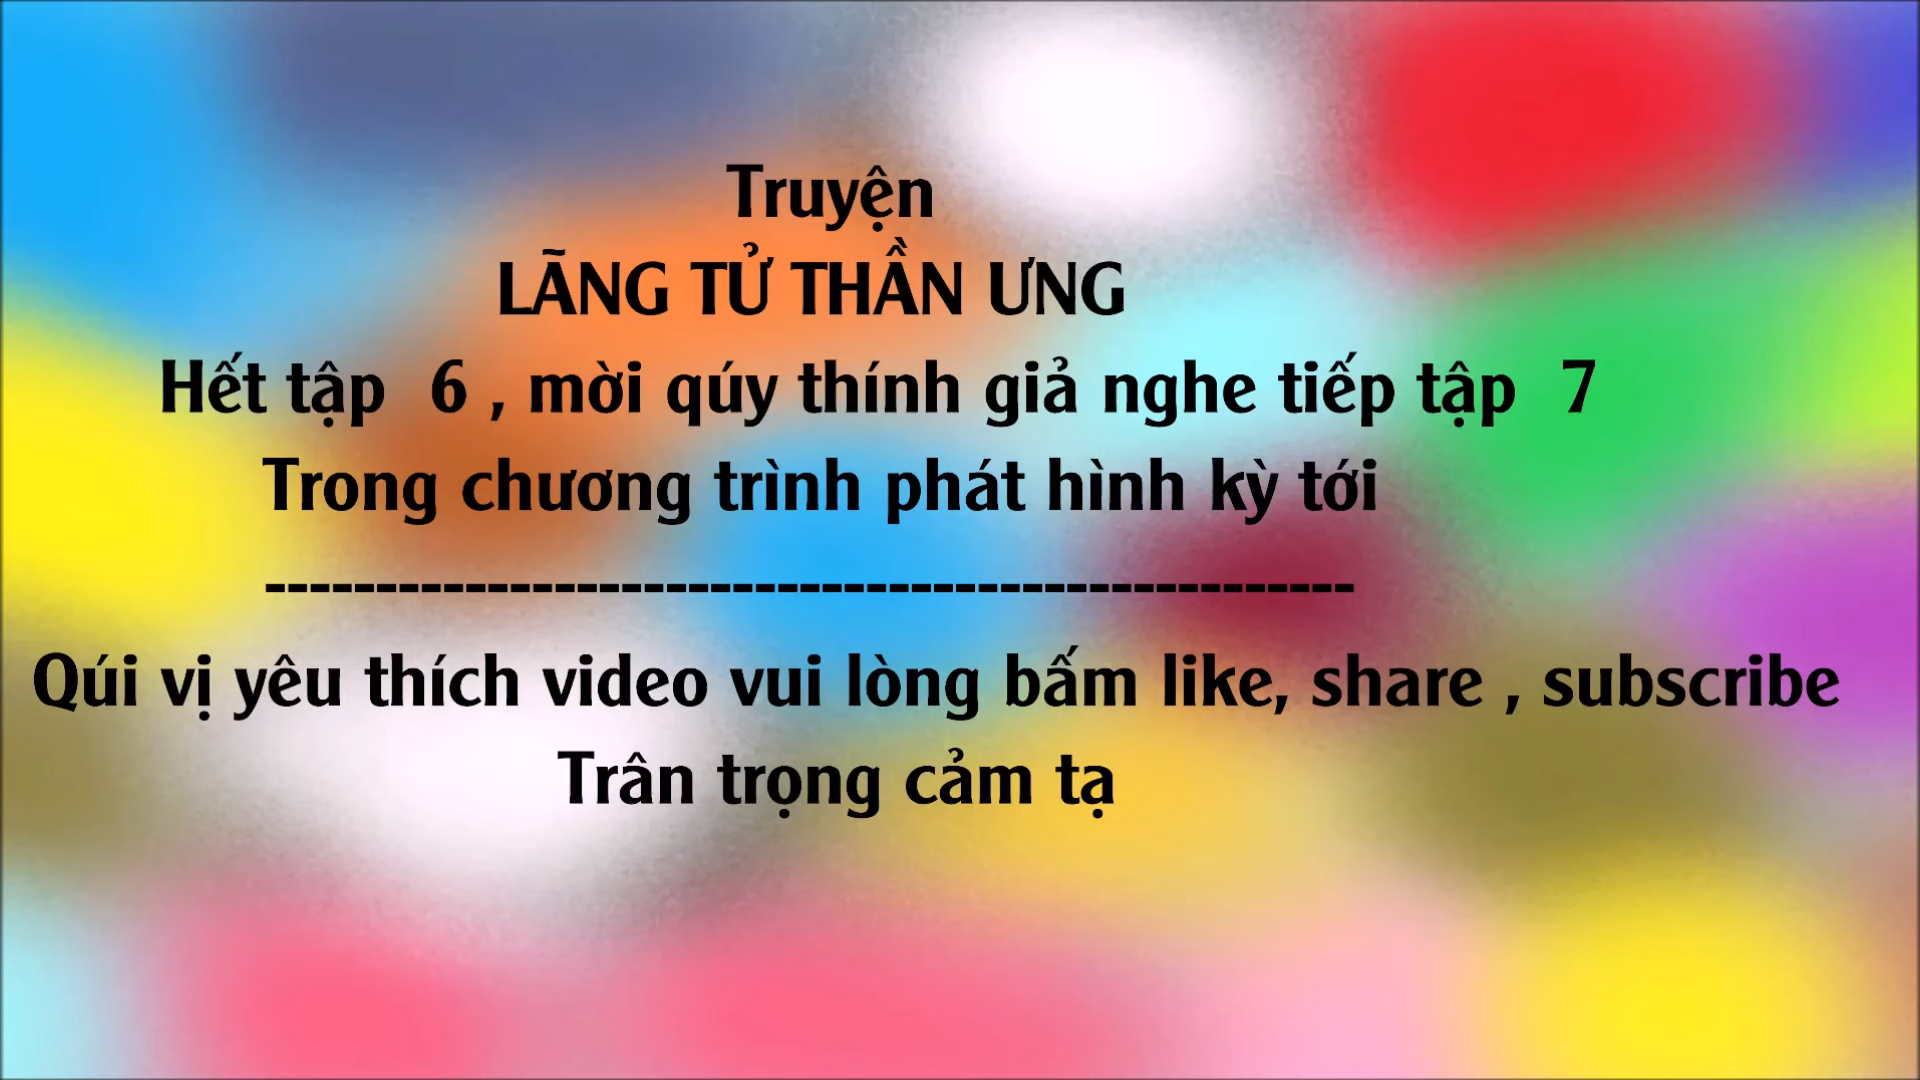 Truyện
LÃNG TỬ THẦN ƯNG
Hết tập  6 , mời qúy thính giả nghe tiếp tập  7
Trong chương trình phát hình kỳ tới
-------------------------------------------------
Qúi vị yêu thích video vui lòng bấm like, share , subscribe
Trân trọng cảm tạ